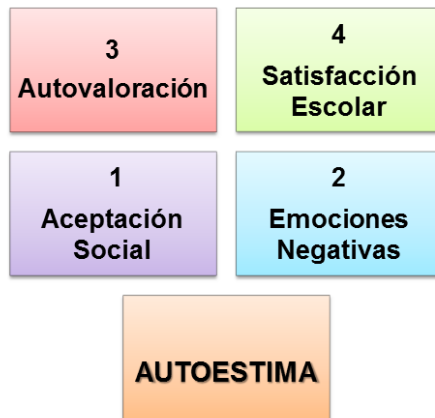 3
Autovaloración
4
Satisfacción
Escolar
1
Aceptación
Social
2
Emociones
Negativas
AUTOESTIMA